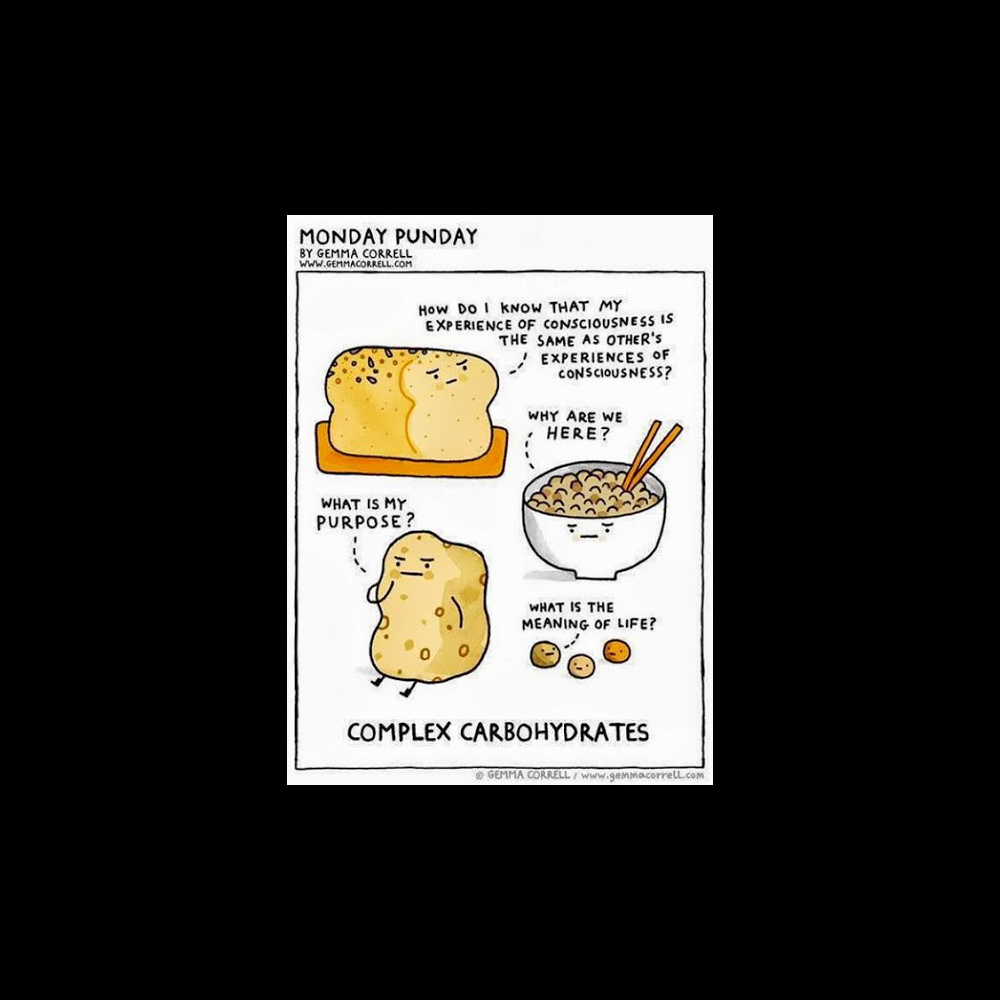 MONDAY PUNDAY
BY GEMMA CORRELL
WWW.GEMMACORRELL.COM
HOW DO I KNOW THAT MY
EXPERIENCE OF CONSCIOUSNESS IS
THE SAME AS OTHER'S
EXPERIENCES OF
CONSCIOUSNESS?
WHY ARE WE
HERE?
WHAT IS MY
PURPOSE?
WHAT IS THE
MEANING OF LIFE?
COMPLEX CARBOHYDRATES
© GEMMA CORRELL / www.gemmacorrell.com